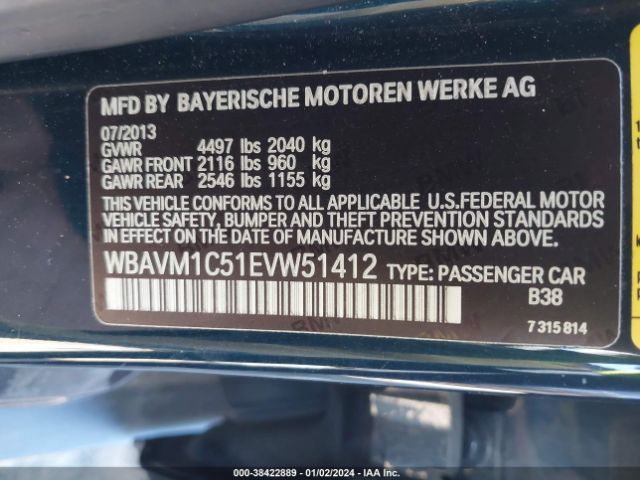 MFD BY BAYERISCHE MOTOREN WERKE AG
07/2013
GVWR 4497 lbs 2040 kg
GAWR FRONT 2116 lbs 960 kg
GAWR REAR 2546 lbs 1155 kg
THIS VEHICLE CONFORMS TO ALL APPLICABLE U.S.FEDERAL MOTOR
VEHICLE SAFETY, BUMPER AND THEFT PREVENTION STANDARDS
IN EFFECT ON THE DATE OF MANUFACTURE SHOWN ABOVE.
WBAVM1C51EVW51412 TYPE: PASSENGER CAR
B38
7 315 814
000-38422889 - 01/02/2024 - IAA Inc.